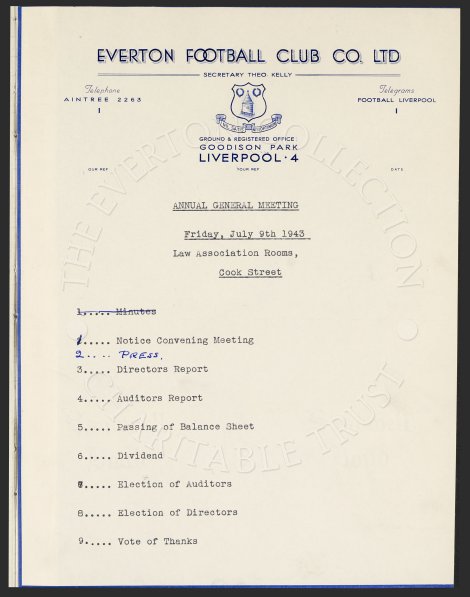 EVERTON FOOTBALL CLUB CO. LTD
SECRETARY THEO. KELLY
Telephone
AINTREE 2263
Telegrams
FOOTBALL LIVERPOOL
GROUND & REGISTERED OFFICE:
GOODISON PARK
LIVERPOOL · 4
OUR REF
YOUR REF
DATE
ANNUAL GENERAL MEETING
Friday, July 9th 1943
Law Association Rooms,
Cook Street
1..... Minutes
1..... Notice Convening Meeting
2.... PRESS.
3..... Directors Report
4..... Auditors Report
5..... Passing of Balance Sheet
6..... Dividend
7..... Election of Auditors
8..... Election of Directors
9..... Vote of Thanks
THE EVERTON COLLECTION
CHARITABLE TRUST